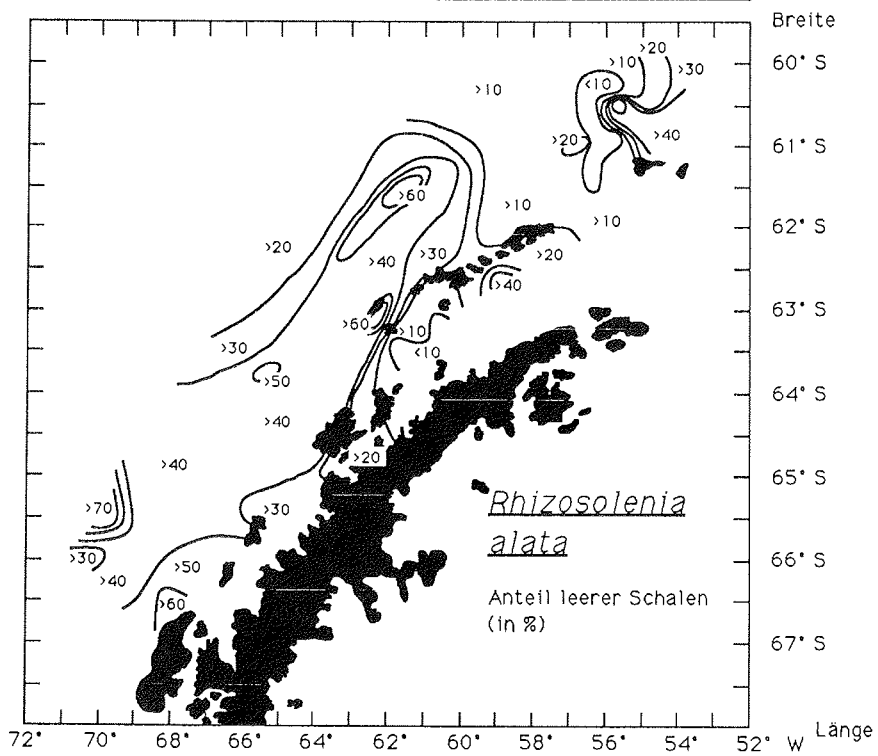 Breite
>20
60° S
>10
>30
>10
<10
>10
>40
>20
61° S
>60
>10
>10
62° S
>20
>30
>20
>40
>40
63° S
>60
>10
>30
<10
>50
64° S
>40
>20
>40
65° S
>70
>30
Rhizosolenia
alata
>30
>50
66° S
>40
>60
Anteil leerer Schalen
(in %)
67° S
72° 70° 68° 66° 64° 62° 60° 58° 56° 54° 52° W Länge